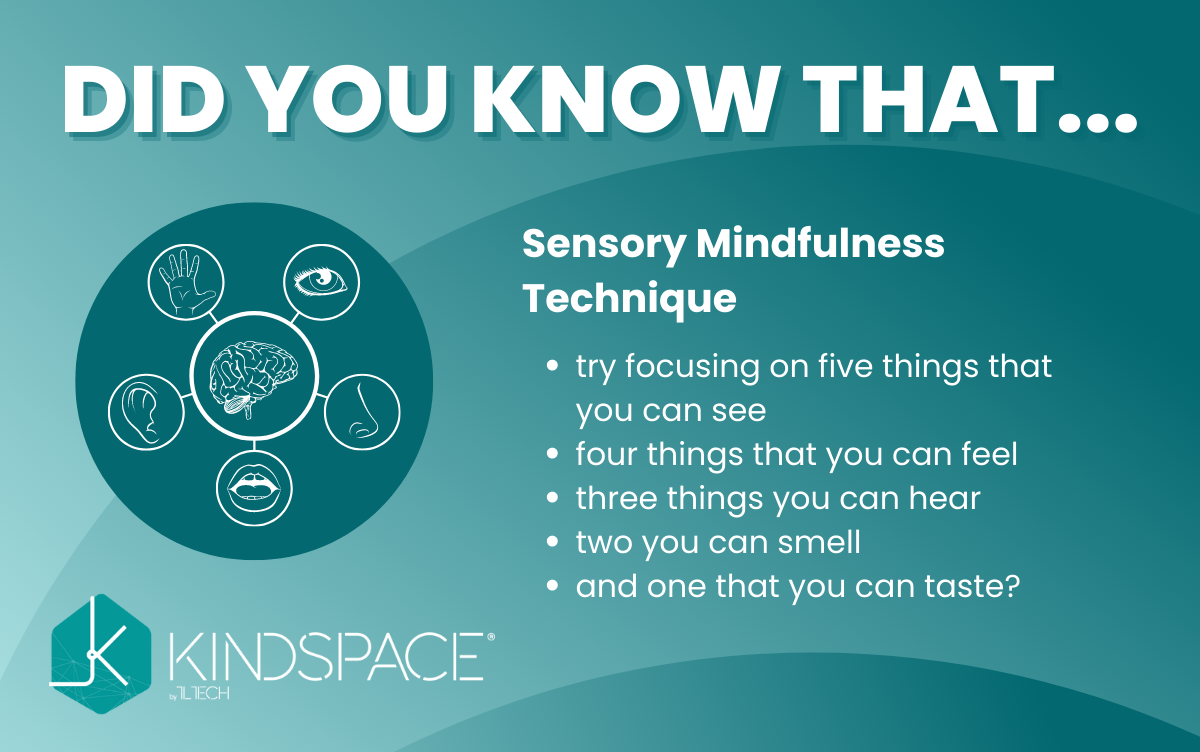 DID YOU KNOW THAT...
Sensory Mindfulness
Technique
• try focusing on five things that
you can see
• four things that you can feel
• three things you can hear
• two you can smell
• and one that you can taste?
KINDSPACE®
by 1L1TECH